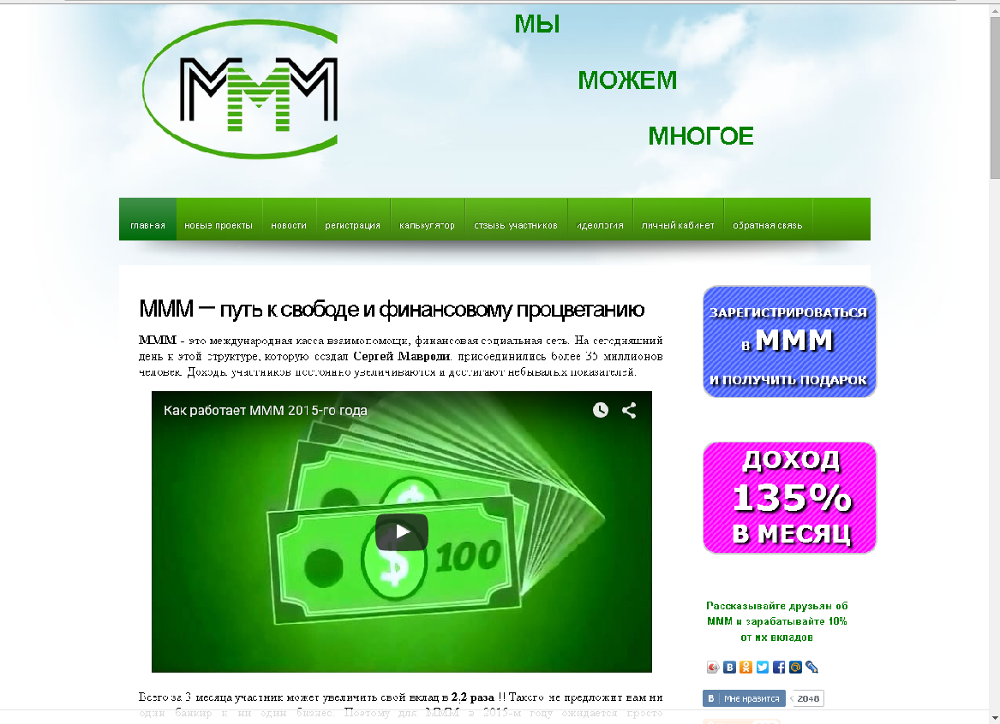 МММ
МЫ
МОЖЕМ
МНОГОЕ
главная новые проекты новости регистрация калькулятор отзывы участников идеология личный кабинет обратная связь
МММ — путь к свободе и финансовому процветанию
МММ - это международная касса взаимопомощи, финансовая социальная сеть. На сегодняшний
день к этой структуре, которую создал Сергей Мавроди, присоединились более 35 миллионов
человек. Доходы участников постоянно увеличиваются и достигают небывалых показателей.
Как работает МММ 2015-го года
$ 100
Всего за 3 месяца участник может увеличить свой вклад в 2,2 раза !! Такого не предложит вам ни
один банкир и ни один бизнес. Поэтому для МММ в 2015-м году ожидается просто
ЗАРЕГИСТРИРОВАТЬСЯ
в МММ
И ПОЛУЧИТЬ ПОДАРОК
ДОХОД
135%
В МЕСЯЦ
Рассказывайте друзьям об
МММ и зарабатывайте 10%
от их вкладов
В Мне нравится 2048